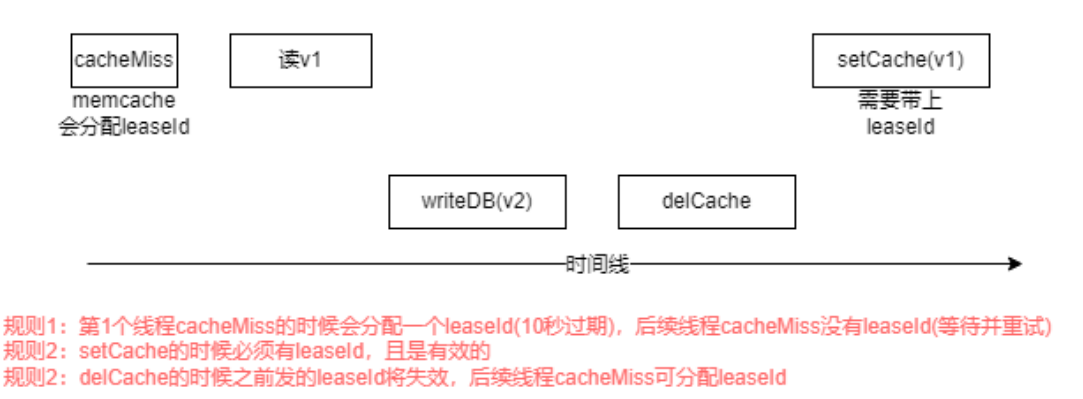 cacheMiss
读v1
setCache(v1)
memcache
会分配leaseId
需要带上
leaseId
writeDB(v2)
delCache
时间线
规则1：第1个线程cacheMiss的时候会分配一个leaseId(10秒过期)，后续线程cacheMiss没有leaseId(等待并重试)
规则2：setCache的时候必须有leaseId，且是有效的
规则2：delCache的时候之前发的leaseId将失效，后续线程cacheMiss可分配leaseId